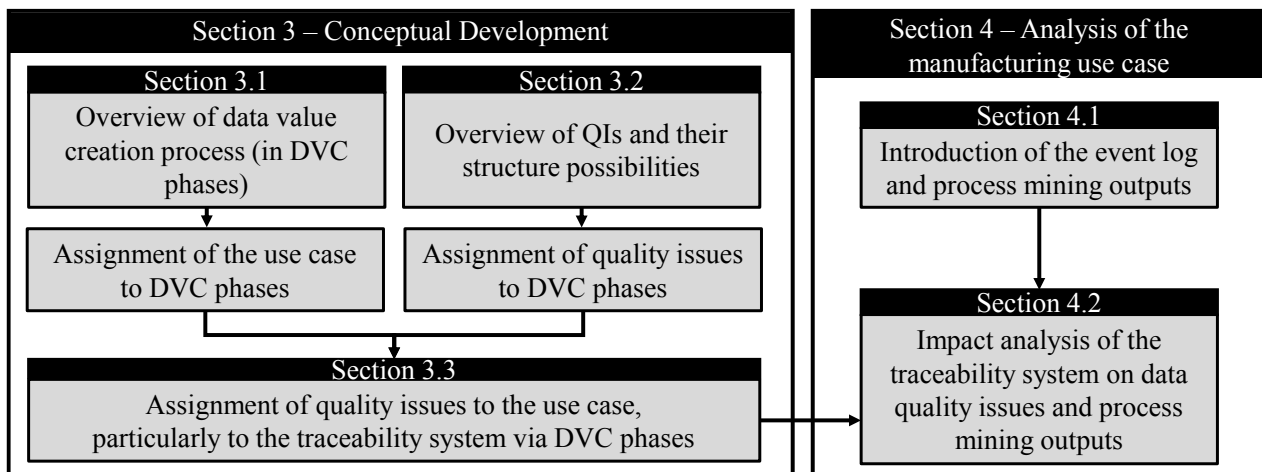 Section 3 – Conceptual Development
Section 3.1
Overview of data value
creation process (in DVC
phases)
Assignment of the use case
to DVC phases
Section 3.2
Overview of QIs and their
structure possibilities
Assignment of quality issues
to DVC phases
Section 3.3
Assignment of quality issues to the use case,
particularly to the traceability system via DVC phases
Section 4 – Analysis of the
manufacturing use case
Section 4.1
Introduction of the event log
and process mining outputs
Section 4.2
Impact analysis of the
traceability system on data
quality issues and process
mining outputs